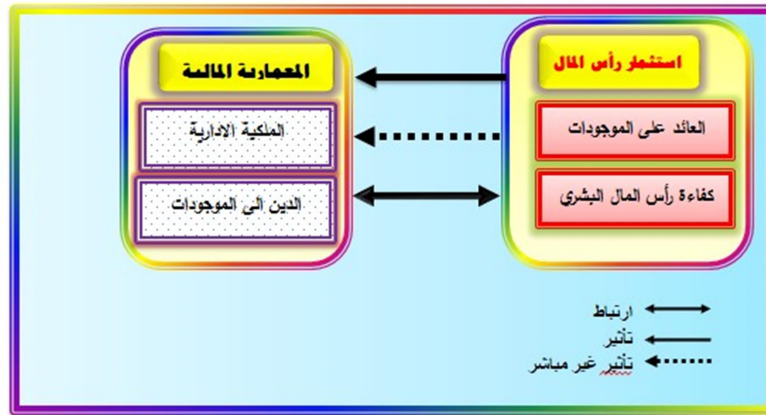 استثمار رأس المال
العائد على الموجودات
كفاءة رأس المال البشري
المعمارية المالية
الملكية الادارية
الدين الى الموجودات
ارتباط
تأثير
تأثير غير مباشر